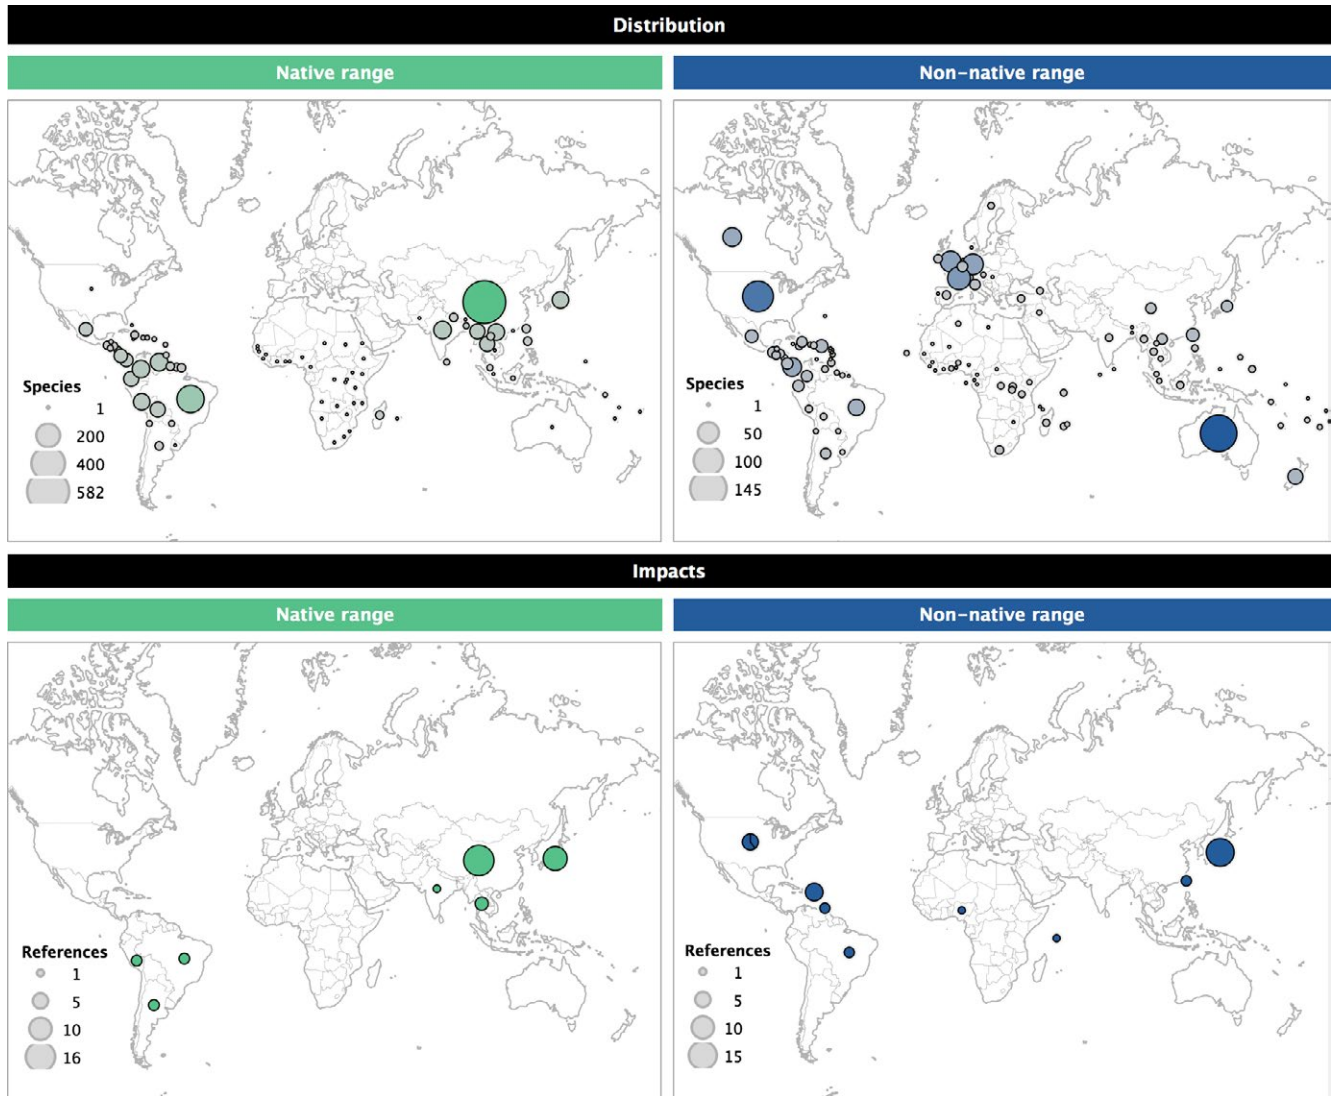 Distribution
Native range
Non-native range
Species
1
200
400
582
Species
1
50
100
145
Impacts
Native range
Non-native range
References
1
5
10
16
References
1
5
10
15